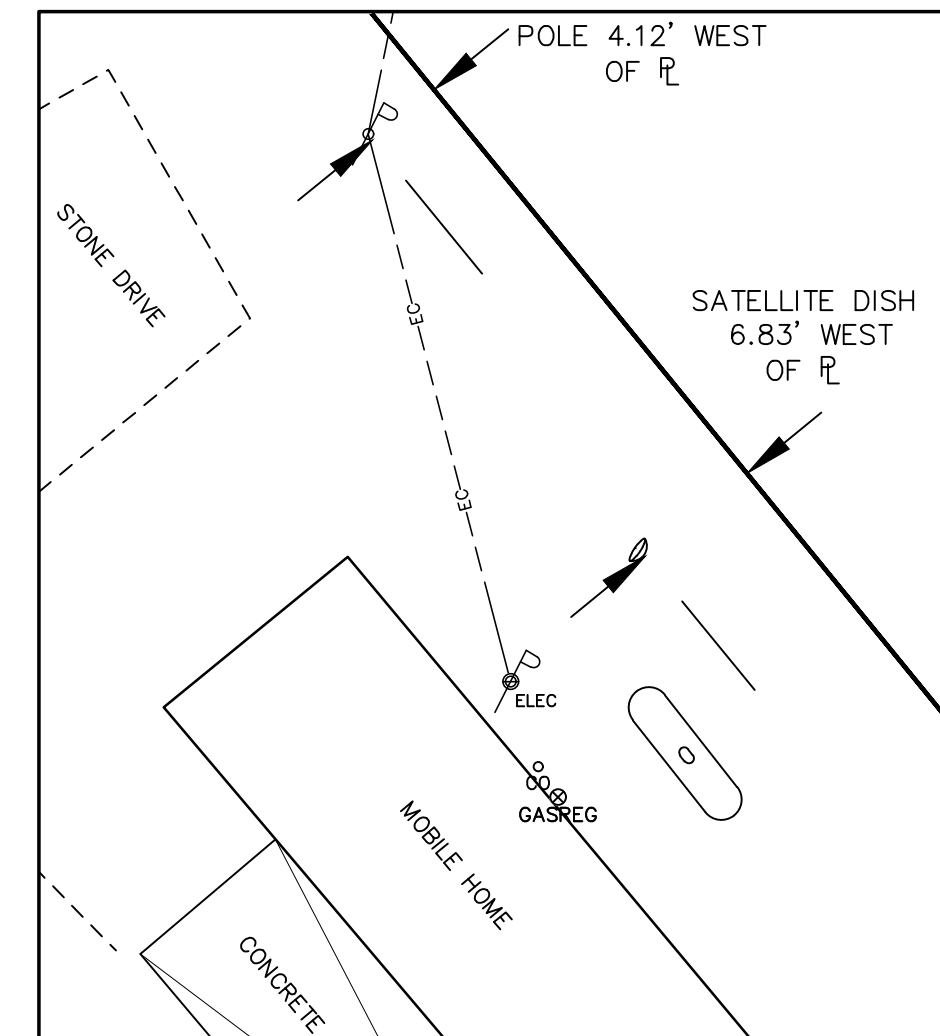 POLE 4.12' WEST
OF ⅊
P
STONE DRIVE
EC
SATELLITE DISH
6.83' WEST
OF ⅊
EC
P
ELEC
CO
GASREG
MOBILE HOME
CONCRETE